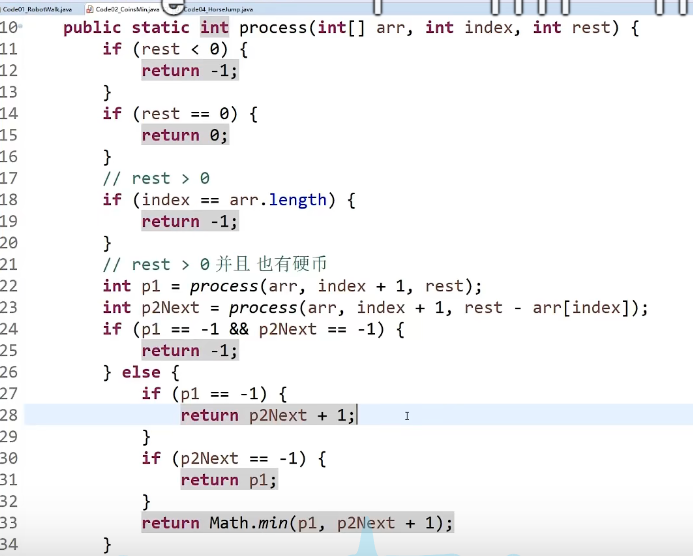 Code01_RobotWalk.java Code02_CoinsMin.java Code04_HorseJump.java
10 public static int process(int[] arr, int index, int rest) {
11 if (rest < 0) {
12 return -1;
13 }
14 if (rest == 0) {
15 return 0;
16 }
17 // rest > 0
18 if (index == arr.length) {
19 return -1;
20 }
21 // rest > 0 并且 也有硬币
22 int p1 = process(arr, index + 1, rest);
23 int p2Next = process(arr, index + 1, rest - arr[index]);
24 if (p1 == -1 && p2Next == -1) {
25 return -1;
26 } else {
27 if (p1 == -1) {
28 return p2Next + 1;
29 }
30 if (p2Next == -1) {
31 return p1;
32 }
33 return Math.min(p1, p2Next + 1);
34 }